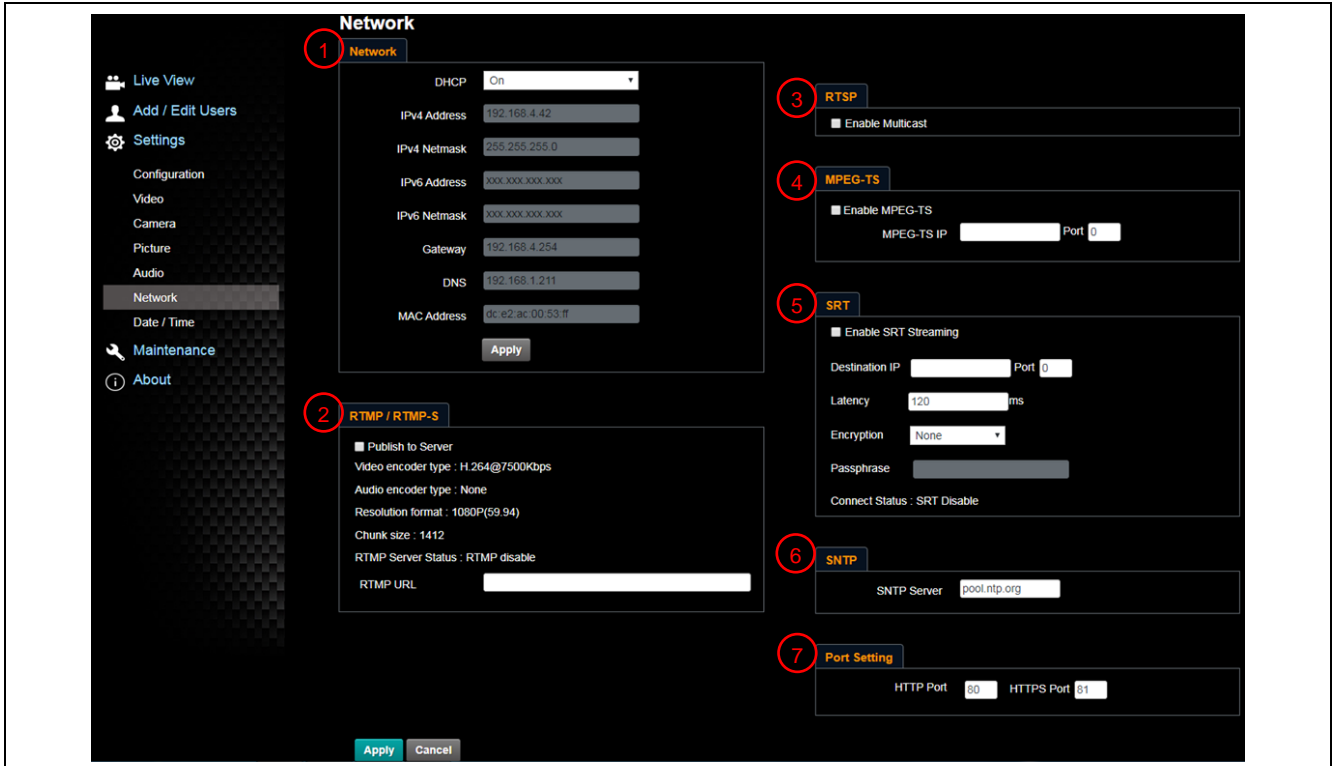 Network
Live View
Add / Edit Users
Settings
Configuration
Video
Camera
Picture
Audio
Network
Date / Time
Maintenance
About
1
Network
DHCP On
IPv4 Address 192.168.4.42
IPv4 Netmask 255.255.255.0
IPv6 Address xxx.xxx.xxx.xxx
IPv6 Netmask xxx.xxx.xxx.xxx
Gateway 192.168.4.254
DNS 192.168.1.211
MAC Address dc:e2:ac:00:53:ff
Apply
2
RTMP / RTMP-S
Publish to Server
Video encoder type : H.264@7500Kbps
Audio encoder type : None
Resolution format : 1080P(59.94)
Chunk size : 1412
RTMP Server Status : RTMP disable
RTMP URL
3
RTSP
Enable Multicast
4
MPEG-TS
Enable MPEG-TS
MPEG-TS IP Port 0
5
SRT
Enable SRT Streaming
Destination IP Port 0
Latency 120 ms
Encryption None
Passphrase
Connect Status : SRT Disable
6
SNTP
SNTP Server pool.ntp.org
7
Port Setting
HTTP Port 80 HTTPS Port 81
Apply Cancel